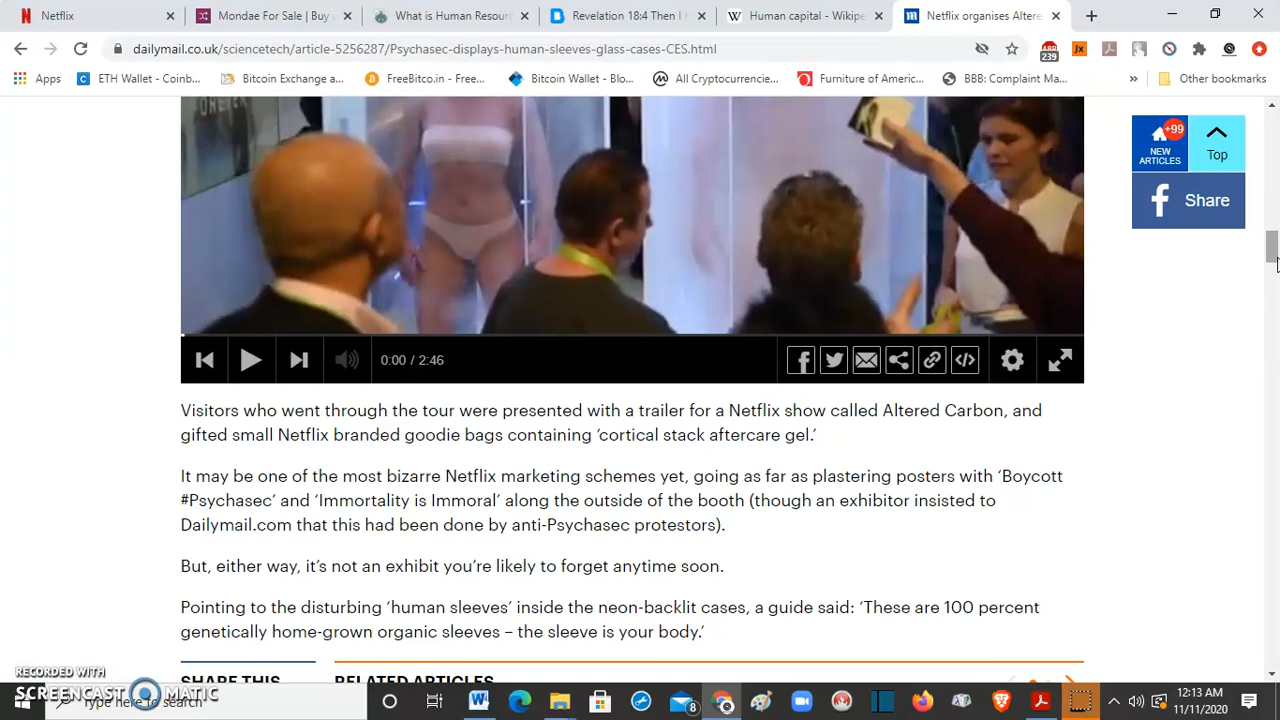 Netflix
Mondae For Sale | Buy
What is Human Resour
Revelation 18:4 Then I h
Human capital - Wikipe
Netflix organises Altere
dailymail.co.uk/sciencetech/article-5256287/Psychasec-displays-human-sleeves-glass-cases-CES.html
239
Apps
ETH Wallet - Coinb...
Bitcoin Exchange a...
FreeBitco.in - Free...
Bitcoin Wallet - Blo...
All Cryptocurrencie...
Furniture of Americ...
BBB: Complaint Ma...
Other bookmarks
+99
NEW
ARTICLES
Top
Share
0:00 / 2:46
Visitors who went through the tour were presented with a trailer for a Netflix show called Altered Carbon, and
gifted small Netflix branded goodie bags containing ‘cortical stack aftercare gel.’
It may be one of the most bizarre Netflix marketing schemes yet, going as far as plastering posters with ‘Boycott
#Psychasec’ and ‘Immortality is Immoral’ along the outside of the booth (though an exhibitor insisted to
Dailymail.com that this had been done by anti-Psychasec protestors).
But, either way, it’s not an exhibit you’re likely to forget anytime soon.
Pointing to the disturbing ‘human sleeves’ inside the neon-backlit cases, a guide said: ‘These are 100 percent
genetically home-grown organic sleeves – the sleeve is your body.’
SHARE THIS
RELATED ARTICLES
RECORDED WITH
SCREENCAST MATIC
Type here to search
8
12:13 AM
11/11/2020